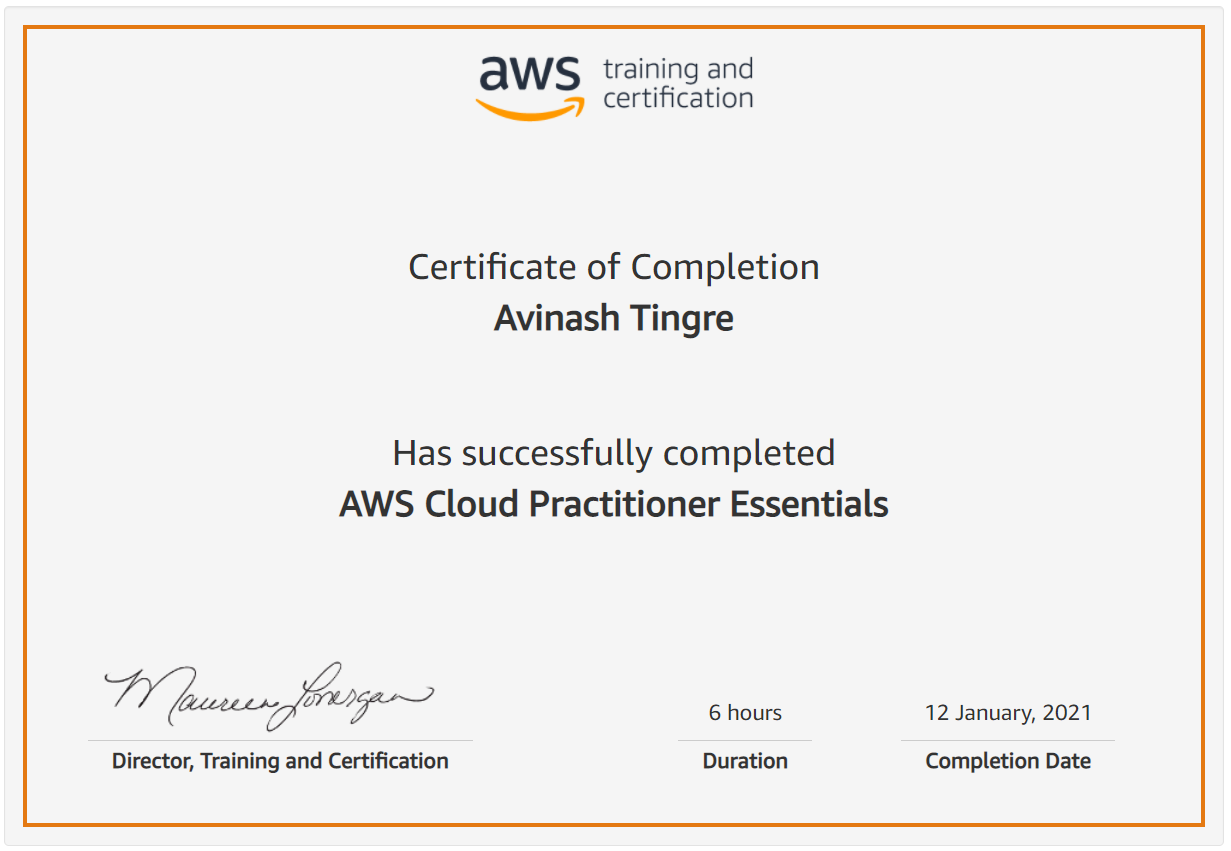 aws training and
certification
Certificate of Completion
Avinash Tingre
Has successfully completed
AWS Cloud Practitioner Essentials
Maureen Lonergan
6 hours
12 January, 2021
Director, Training and Certification
Duration
Completion Date